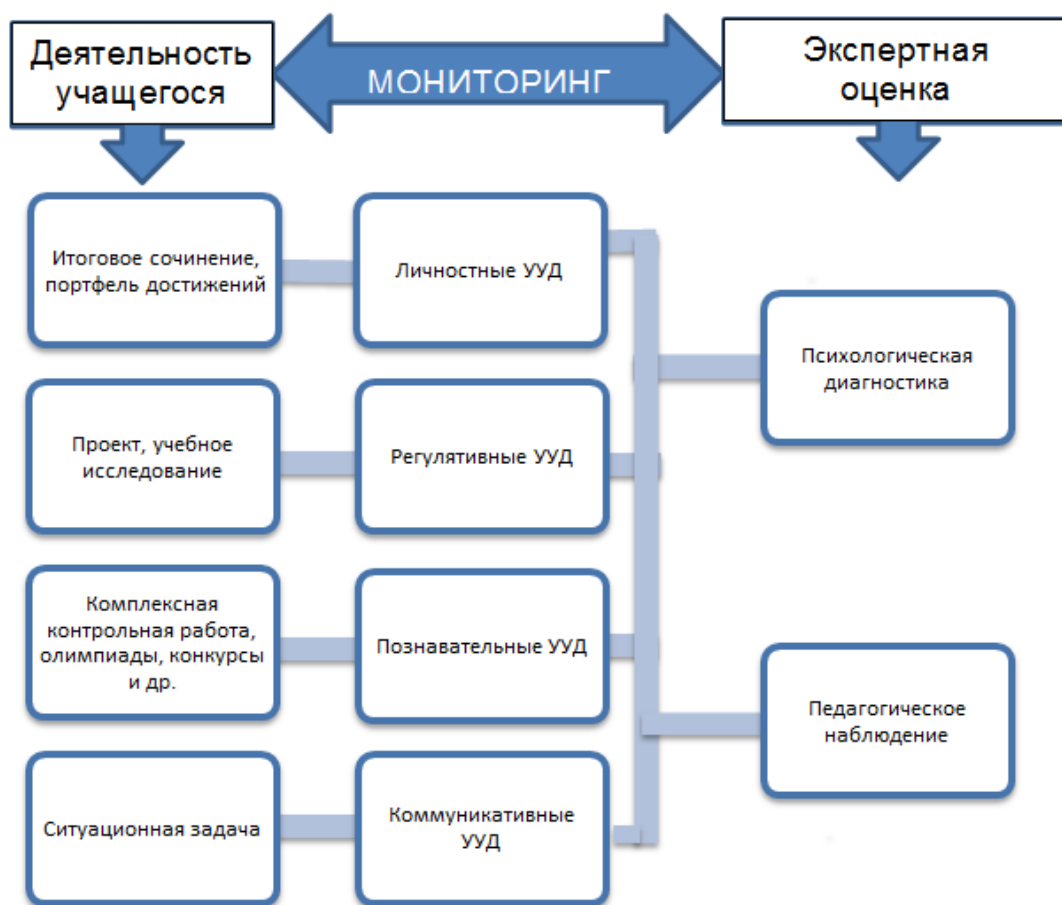 Деятельность
учащегося
МОНИТОРИНГ
Экспертная
оценка
Итоговое сочинение,
портфель достижений
Личностные УУД
Психологическая
диагностика
Проект, учебное
исследование
Регулятивные УУД
Комплексная
контрольная работа,
олимпиады, конкурсы
и др.
Познавательные УУД
Педагогическое
наблюдение
Ситуационная задача
Коммуникативные
УУД